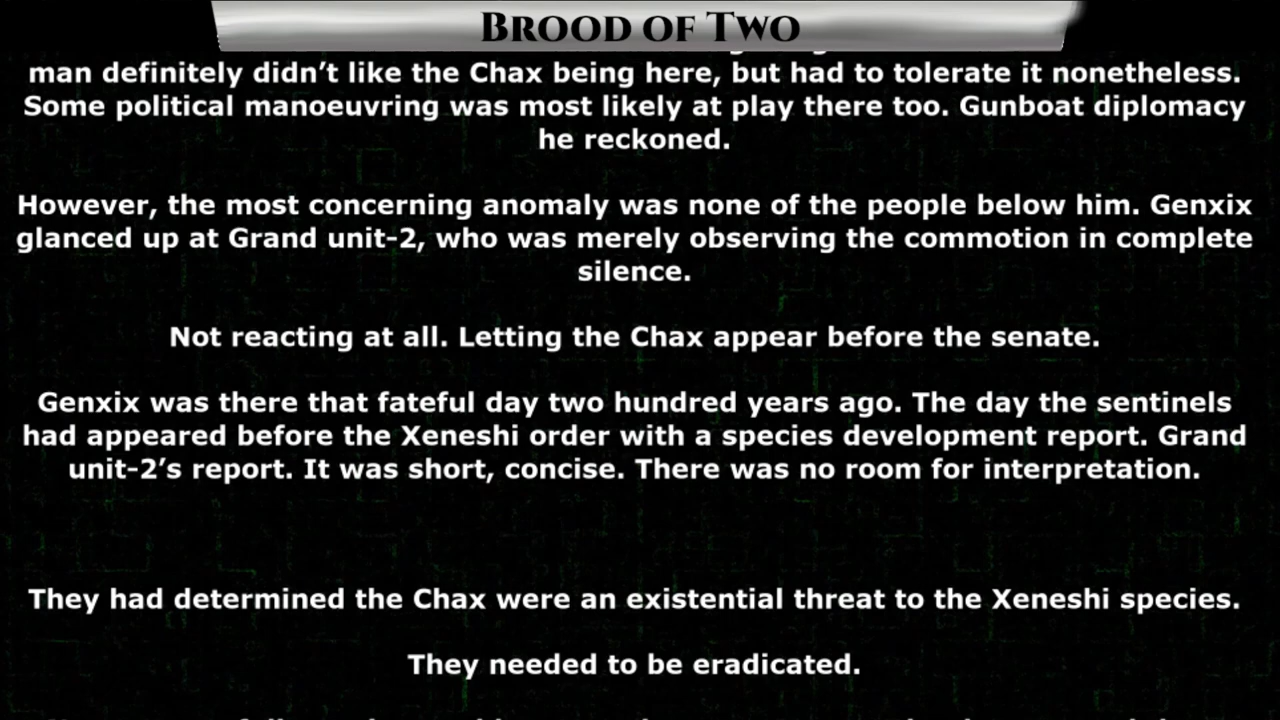 Brood of Two
man definitely didn’t like the Chax being here, but had to tolerate it nonetheless.
Some political manoeuvring was most likely at play there too. Gunboat diplomacy
he reckoned.
However, the most concerning anomaly was none of the people below him. Genxix
glanced up at Grand unit-2, who was merely observing the commotion in complete
silence.
Not reacting at all. Letting the Chax appear before the senate.
Genxix was there that fateful day two hundred years ago. The day the sentinels
had appeared before the Xeneshi order with a species development report. Grand
unit-2’s report. It was short, concise. There was no room for interpretation.
They had determined the Chax were an existential threat to the Xeneshi species.
They needed to be eradicated.